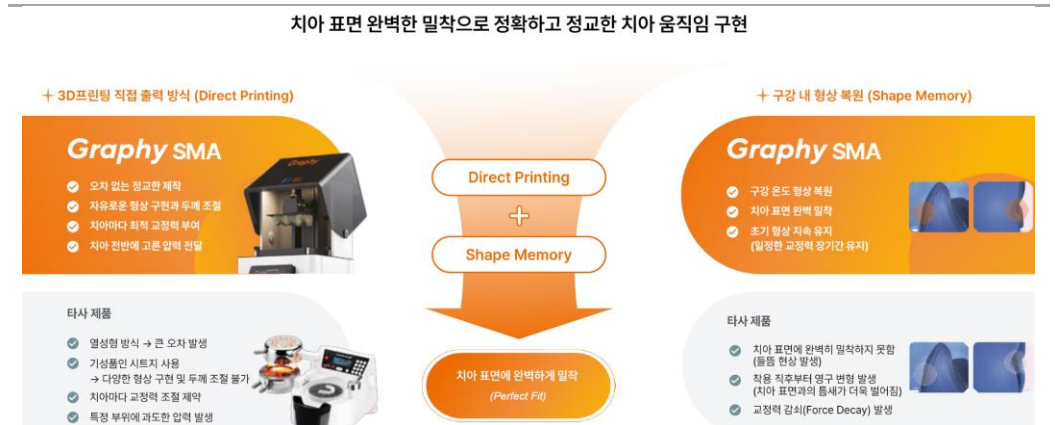 치아 표면 완벽한 밀착으로 정확하고 정교한 치아 움직임 구현
3D프린팅 직접 출력 방식 (Direct Printing)
Graphy SMA
오차 없는 정교한 제작
자유로운 형상 구현과 두께 조절
치아마다 최적 교정력 부여
치아 전반에 고른 압력 전달
Graphy
타사 제품
열성형 방식 → 큰 오차 발생
기성품인 시트지 사용
→ 다양한 형상 구현 및 두께 조절 불가
치아마다 교정력 조절 제약
특정 부위에 과도한 압력 발생
Direct Printing
+
Shape Memory
치아 표면에 완벽하게 밀착
(Perfect Fit)
구강 내 형상 복원 (Shape Memory)
Graphy SMA
구강 온도 형상 복원
치아 표면 완벽 밀착
초기 형상 지속 유지
(일정한 교정력 장기간 유지)
타사 제품
치아 표면에 완벽히 밀착하지 못함
(들뜸 현상 발생)
착용 직후부터 영구 변형 발생
(치아 표면과의 틈새가 더욱 벌어짐)
교정력 감쇠(Force Decay) 발생